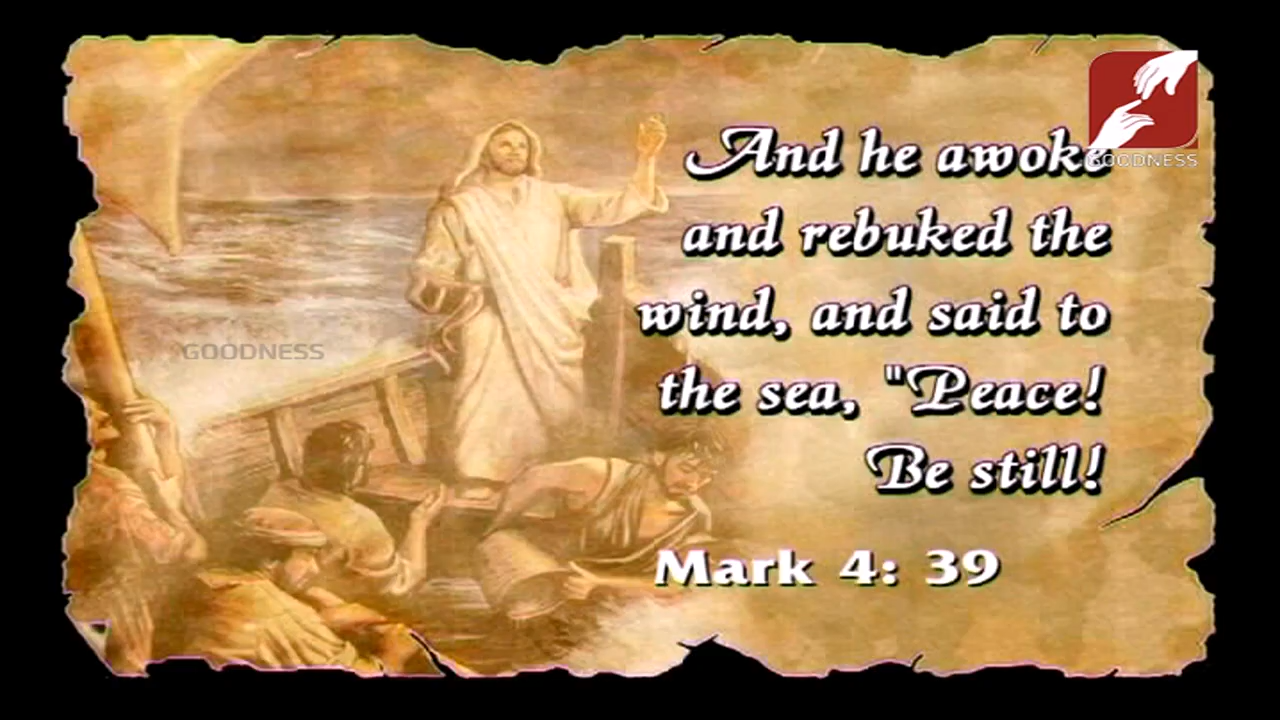 And he awoke
GOODNESS
and rebuked the
wind, and said to
GOODNESS
the sea, "Peace!
Be still!
Mark 4: 39